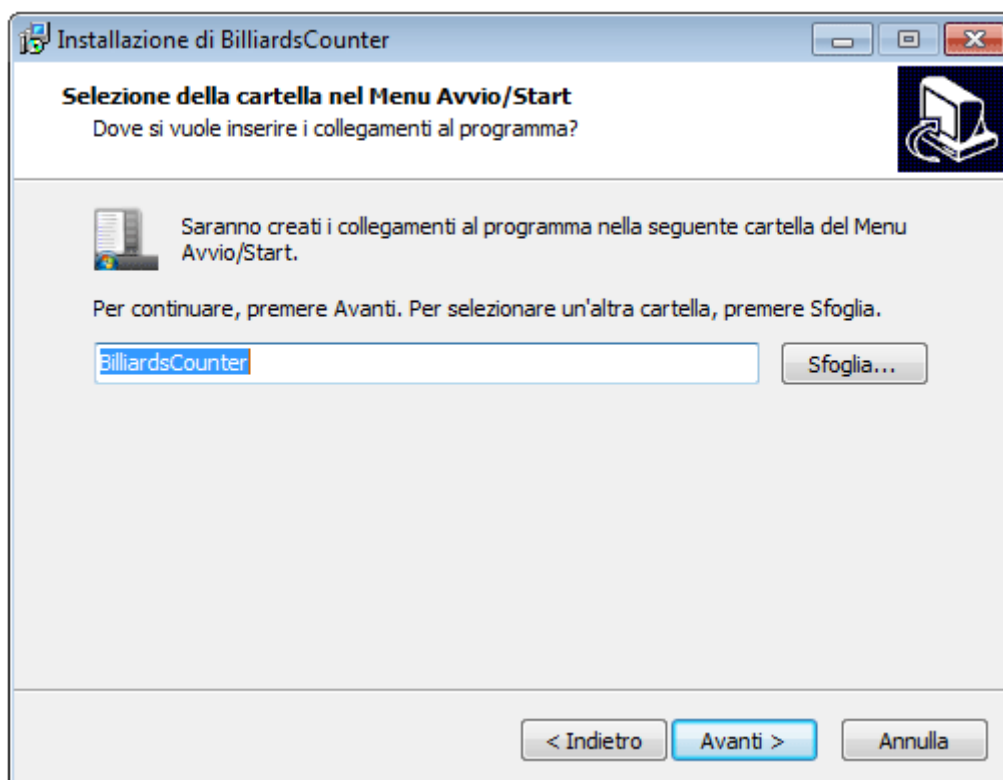 Installazione di BilliardsCounter
Selezione della cartella nel Menu Avvio/Start
Dove si vuole inserire i collegamenti al programma?
Saranno creati i collegamenti al programma nella seguente cartella del Menu
Avvio/Start.
Per continuare, premere Avanti. Per selezionare un'altra cartella, premere Sfoglia.
BilliardsCounter
Sfoglia...
< Indietro
Avanti >
Annulla